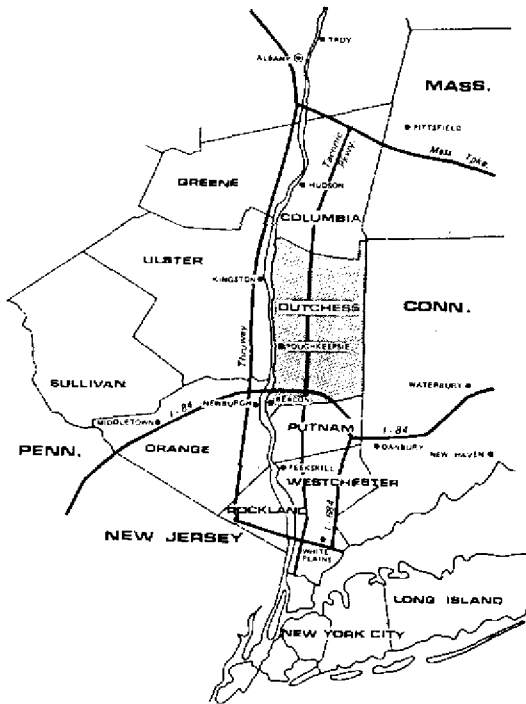 TROY
ALBANY
MASS.
PITTSFIELD
Mass Tpke.
Taconic
Pkwy.
GREENE
HUDSON
COLUMBIA
ULSTER
KINGSTON
DUTCHESS
CONN.
Thruway
POUGHKEEPSIE
SULLIVAN
WATERBURY
I-84
NEWBURGH
BEACON
MIDDLETOWN
PUTNAM
I-84
PENN.
ORANGE
DANBURY
NEW HAVEN
PEEKSKILL
WESTCHESTER
ROCKLAND
I-684
NEW JERSEY
WHITE
PLAINS
LONG ISLAND
NEW YORK CITY